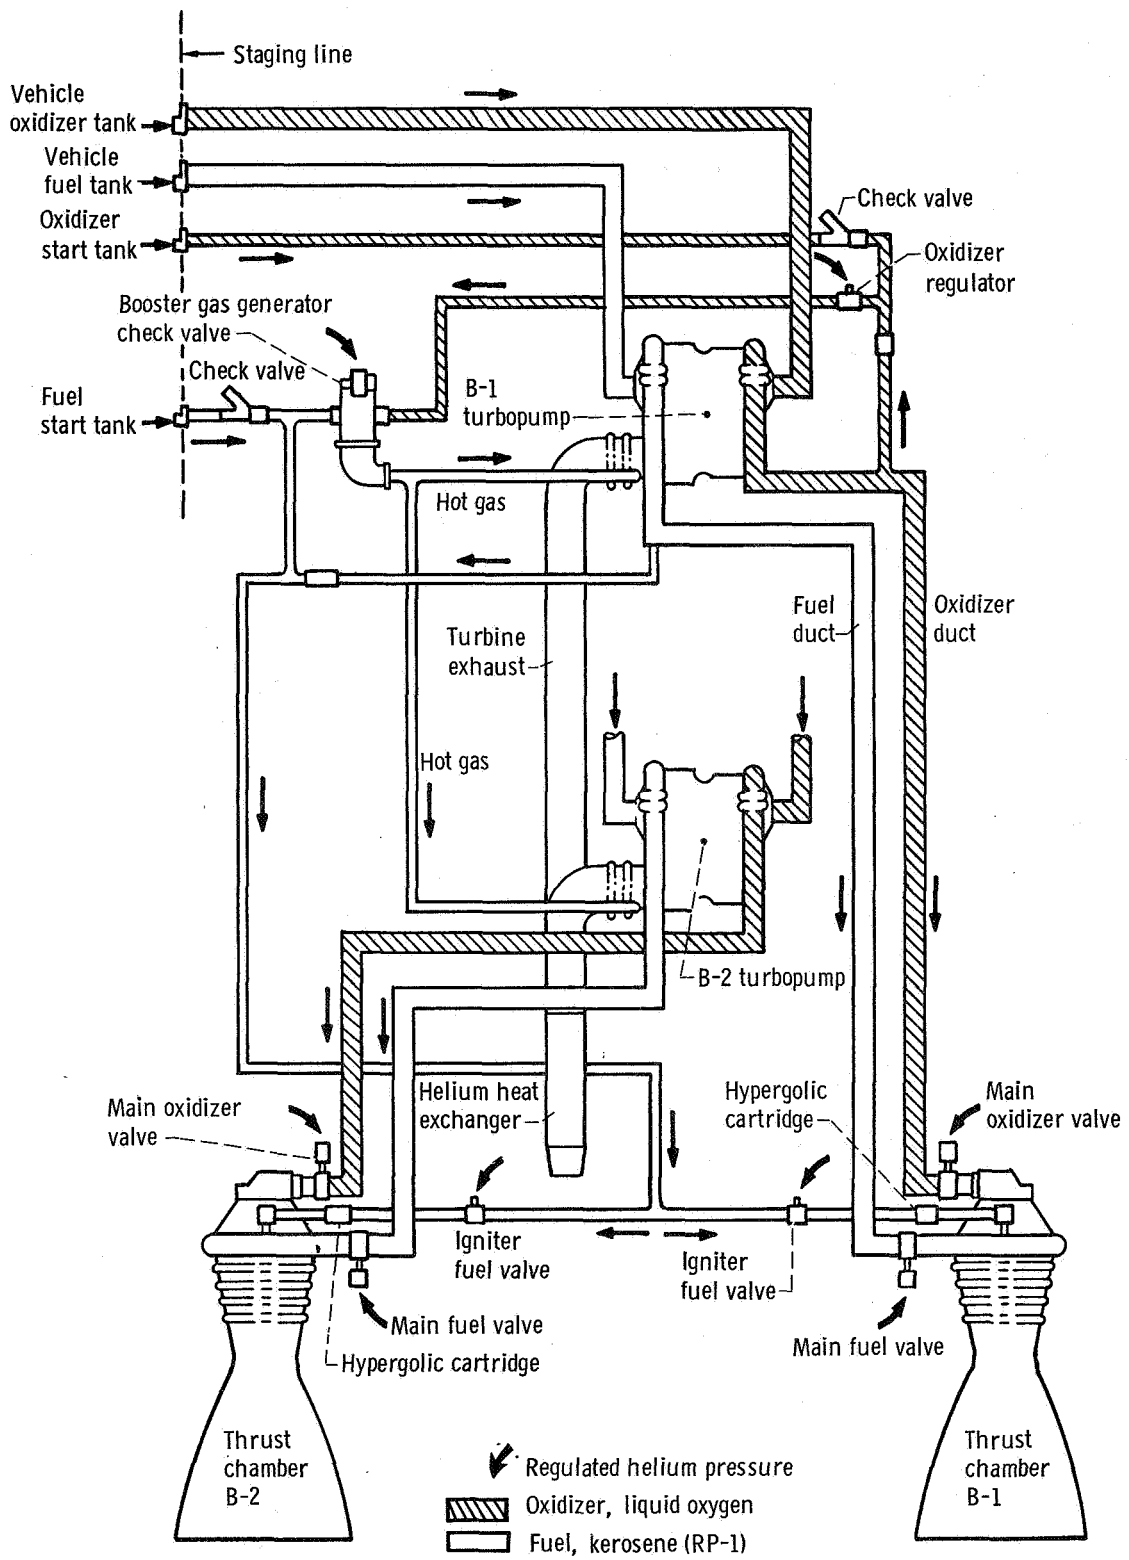 Staging line
Vehicle
oxidizer tank
Vehicle
fuel tank
Oxidizer
start tank
Check valve
Oxidizer
regulator
Booster gas generator
check valve
Check valve
Fuel
start tank
B-1
turbopump
Hot gas
Turbine
exhaust
Fuel
duct
Oxidizer
duct
Hot gas
B-2 turbopump
Main oxidizer
valve
Helium heat
exchanger
Hypergolic
cartridge
Main
oxidizer valve
Igniter
fuel valve
Igniter
fuel valve
Main fuel valve
Hypergolic cartridge
Main fuel valve
Thrust
chamber
B-2
Thrust
chamber
B-1
Regulated helium pressure
Oxidizer, liquid oxygen
Fuel, kerosene (RP-1)